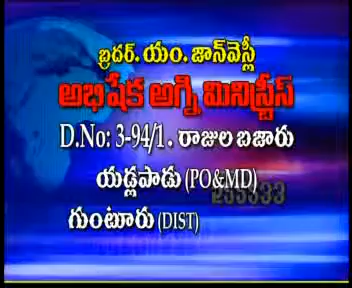 బ్రదర్. యం. జాన్‌వెస్లీ
అభిషేక అగ్ని మినిస్ట్రీస్
D.No: 3-94/1. రాజుల బజారు
యడ్లపాడు (PO&MD)
గుంటూరు (DIST)